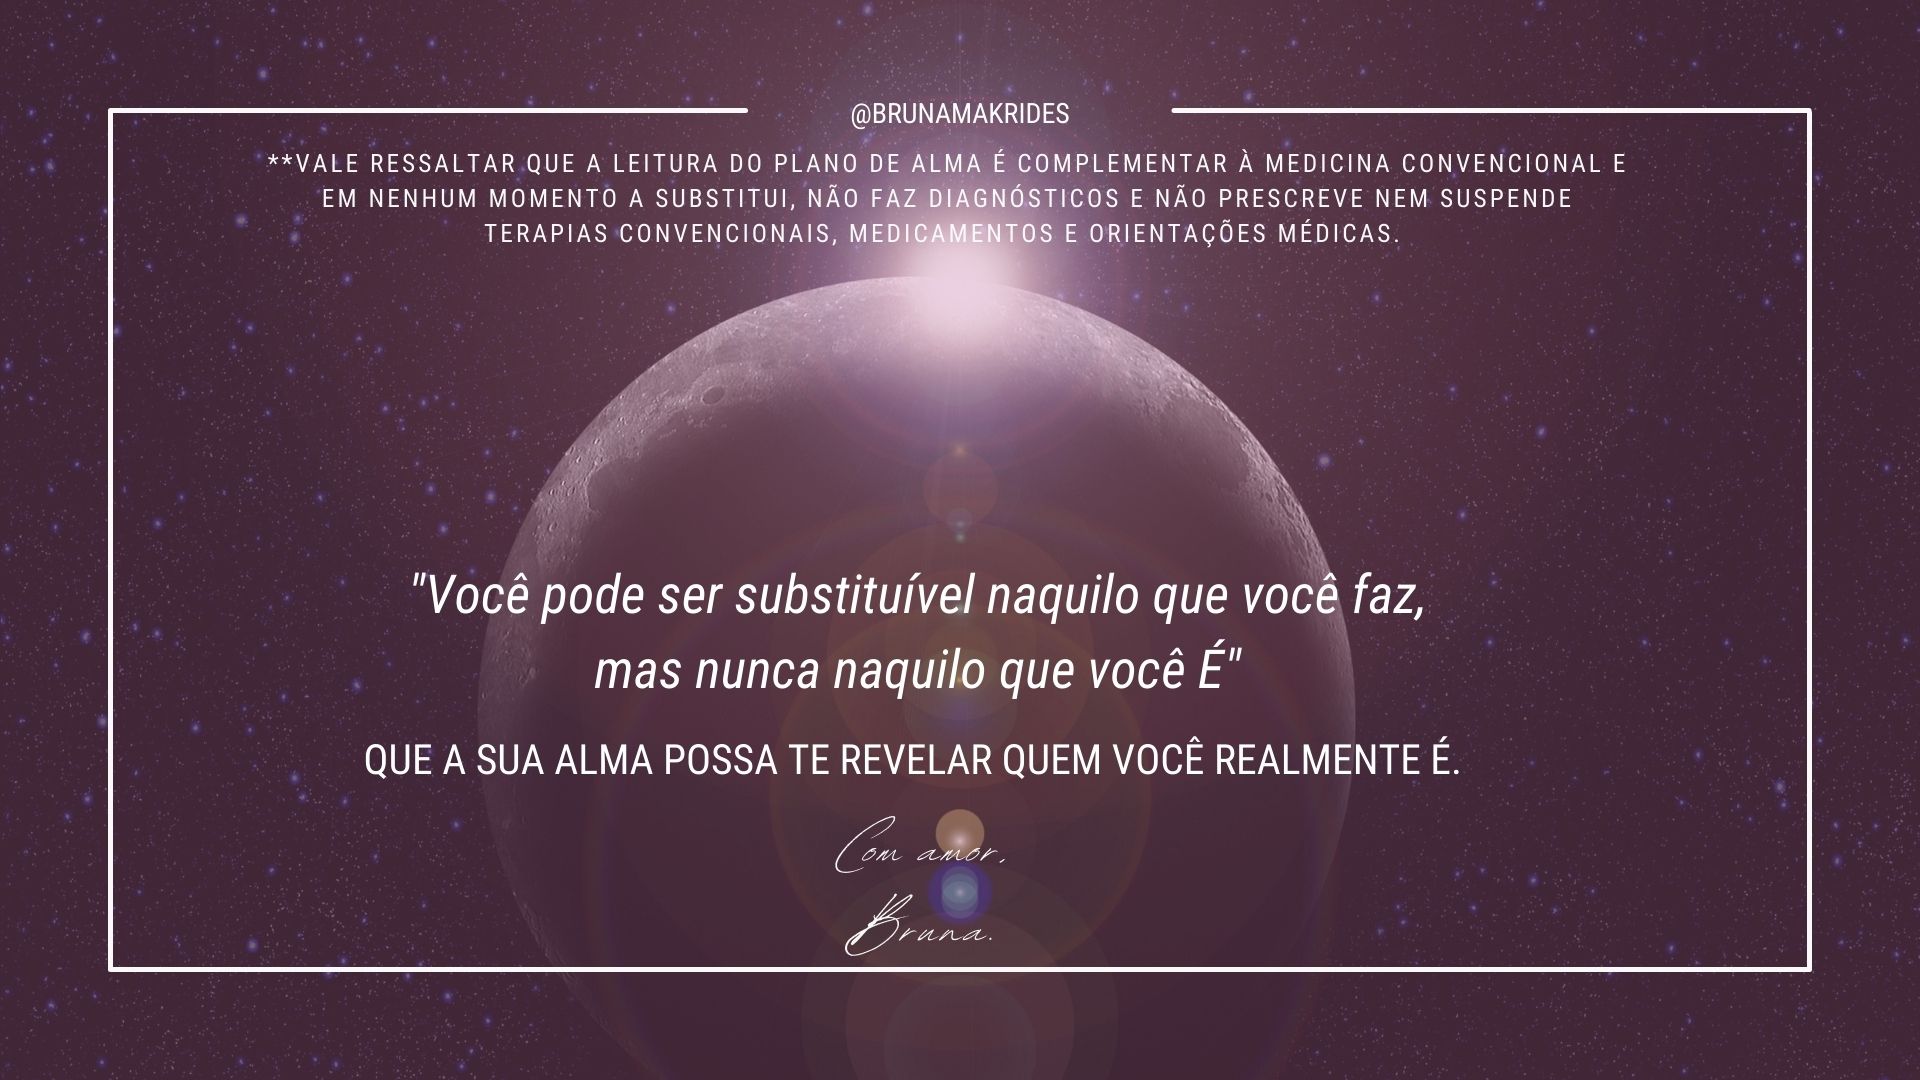 @BRUNAMAKRIDES
**VALE RESSALTAR QUE A LEITURA DO PLANO DE ALMA É COMPLEMENTAR À MEDICINA CONVENCIONAL E
EM NENHUM MOMENTO A SUBSTITUI, NÃO FAZ DIAGNÓSTICOS E NÃO PRESCREVE NEM SUSPENDE
TERAPIAS CONVENCIONAIS, MEDICAMENTOS E ORIENTAÇÕES MÉDICAS.
"Você pode ser substituível naquilo que você faz,
mas nunca naquilo que você É"
QUE A SUA ALMA POSSA TE REVELAR QUEM VOCÊ REALMENTE É.
Com amor,
Bruna.